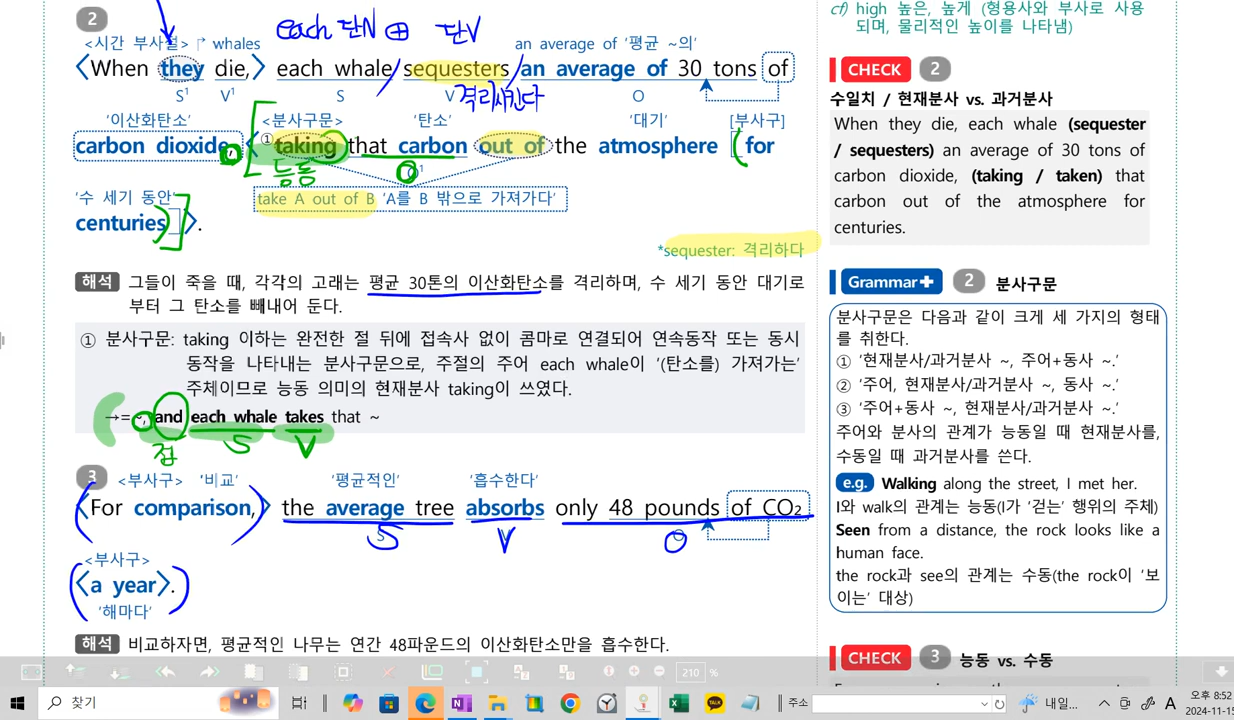 2
each 단N ⊕ 단V
<시간 부사절> whales
an average of '평균 ~의'
<When they die,> each whale / sequesters / an average of 30 tons of
S¹ V¹ S V 격리시킨다 O
'이산화탄소' <분사구문> '탄소' '대기' [부사구]
carbon dioxide, <① taking that carbon out of the atmosphere [for
능동
O¹
'수 세기 동안'
take A out of B 'A를 B 밖으로 가져가다'
centuries]>.
*sequester: 격리하다
해석 그들이 죽을 때, 각각의 고래는 평균 30톤의 이산화탄소를 격리하며, 수 세기 동안 대기로
부터 그 탄소를 빼내어 둔다.
① 분사구문: taking 이하는 완전한 절 뒤에 접속사 없이 콤마로 연결되어 연속동작 또는 동시
동작을 나타내는 분사구문으로, 주절의 주어 each whale이 '(탄소를) 가져가는'
주체이므로 능동 의미의 현재분사 taking이 쓰였다.
→= ~, and each whale takes that ~
접 S V
3
<부사구> '비교' '평균적인' '흡수한다'
<For comparison,> the average tree absorbs only 48 pounds of CO₂
S V O
<부사구>
<a year>.
'해마다'
해석 비교하자면, 평균적인 나무는 연간 48파운드의 이산화탄소만을 흡수한다.
cf) high 높은, 높게 (형용사와 부사로 사용
되며, 물리적인 높이를 나타냄)
CHECK 2
수일치 / 현재분사 vs. 과거분사
When they die, each whale (sequester
/ sequesters) an average of 30 tons of
carbon dioxide, (taking / taken) that
carbon out of the atmosphere for
centuries.
Grammar+ 2 분사구문
분사구문은 다음과 같이 크게 세 가지의 형태
를 취한다.
① '현재분사/과거분사 ~, 주어+동사 ~.'
② '주어, 현재분사/과거분사 ~, 동사 ~.'
③ '주어+동사 ~, 현재분사/과거분사 ~.'
주어와 분사의 관계가 능동일 때 현재분사를,
수동일 때 과거분사를 쓴다.
e.g. Walking along the street, I met her.
I와 walk의 관계는 능동(I가 '걷는' 행위의 주체)
Seen from a distance, the rock looks like a
human face.
the rock과 see의 관계는 수동(the rock이 '보
이는' 대상)
CHECK 3 능동 vs. 수동
210 %
찾기
주소
내일...
A
오후 8:52
2024-11-15